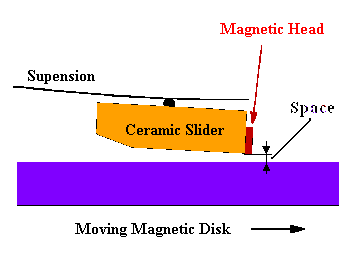 Magnetic Head
Supension
Space
Ceramic Slider
Moving Magnetic Disk